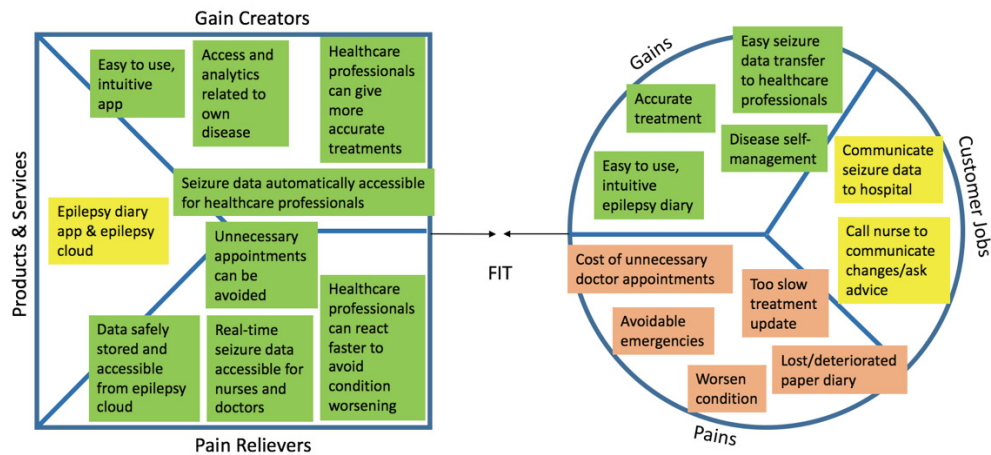 Gain Creators
Easy to use,
intuitive
app
Access and
analytics
related to
own
disease
Healthcare
professionals
can give
more
accurate
treatments
Seizure data automatically accessible
for healthcare professionals
Products & Services
Epilepsy diary
app & epilepsy
cloud
Unnecessary
appointments
can be
avoided
Data safely
stored and
accessible
from epilepsy
cloud
Real-time
seizure data
accessible for
nurses and
doctors
Healthcare
professionals
can react
faster to
avoid
condition
worsening
Pain Relievers
FIT
Gains
Easy seizure
data transfer
to healthcare
professionals
Accurate
treatment
Disease self-
management
Easy to use,
intuitive
epilepsy diary
Customer Jobs
Communicate
seizure data
to hospital
Call nurse to
communicate
changes/ask
advice
Cost of unnecessary
doctor appointments
Too slow
treatment
update
Avoidable
emergencies
Lost/deteriorated
paper diary
Worsen
condition
Pains